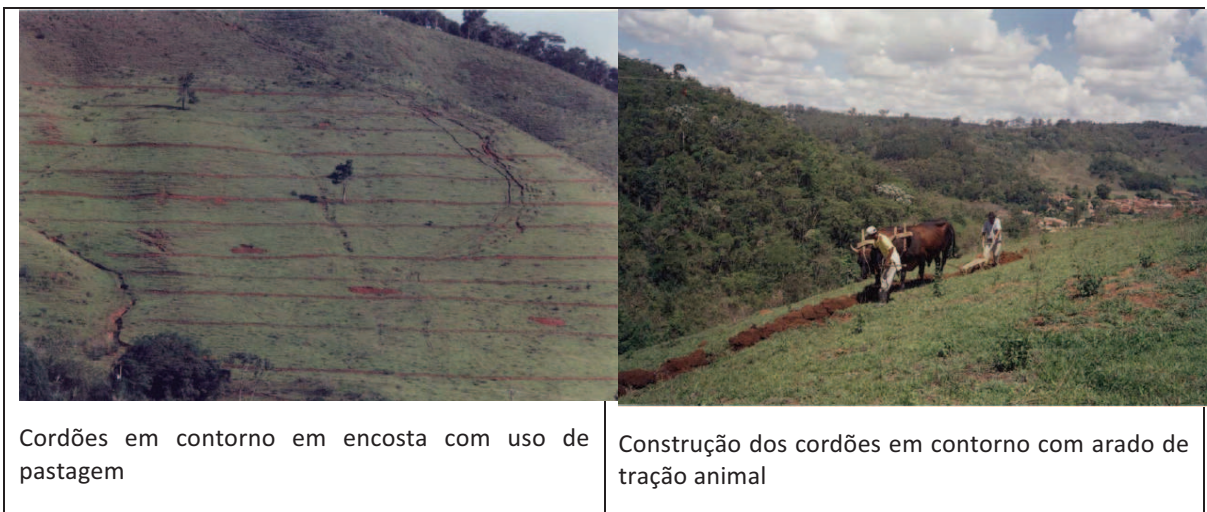 Cordões em contorno em encosta com uso de
pastagem
Construção dos cordões em contorno com arado de
tração animal